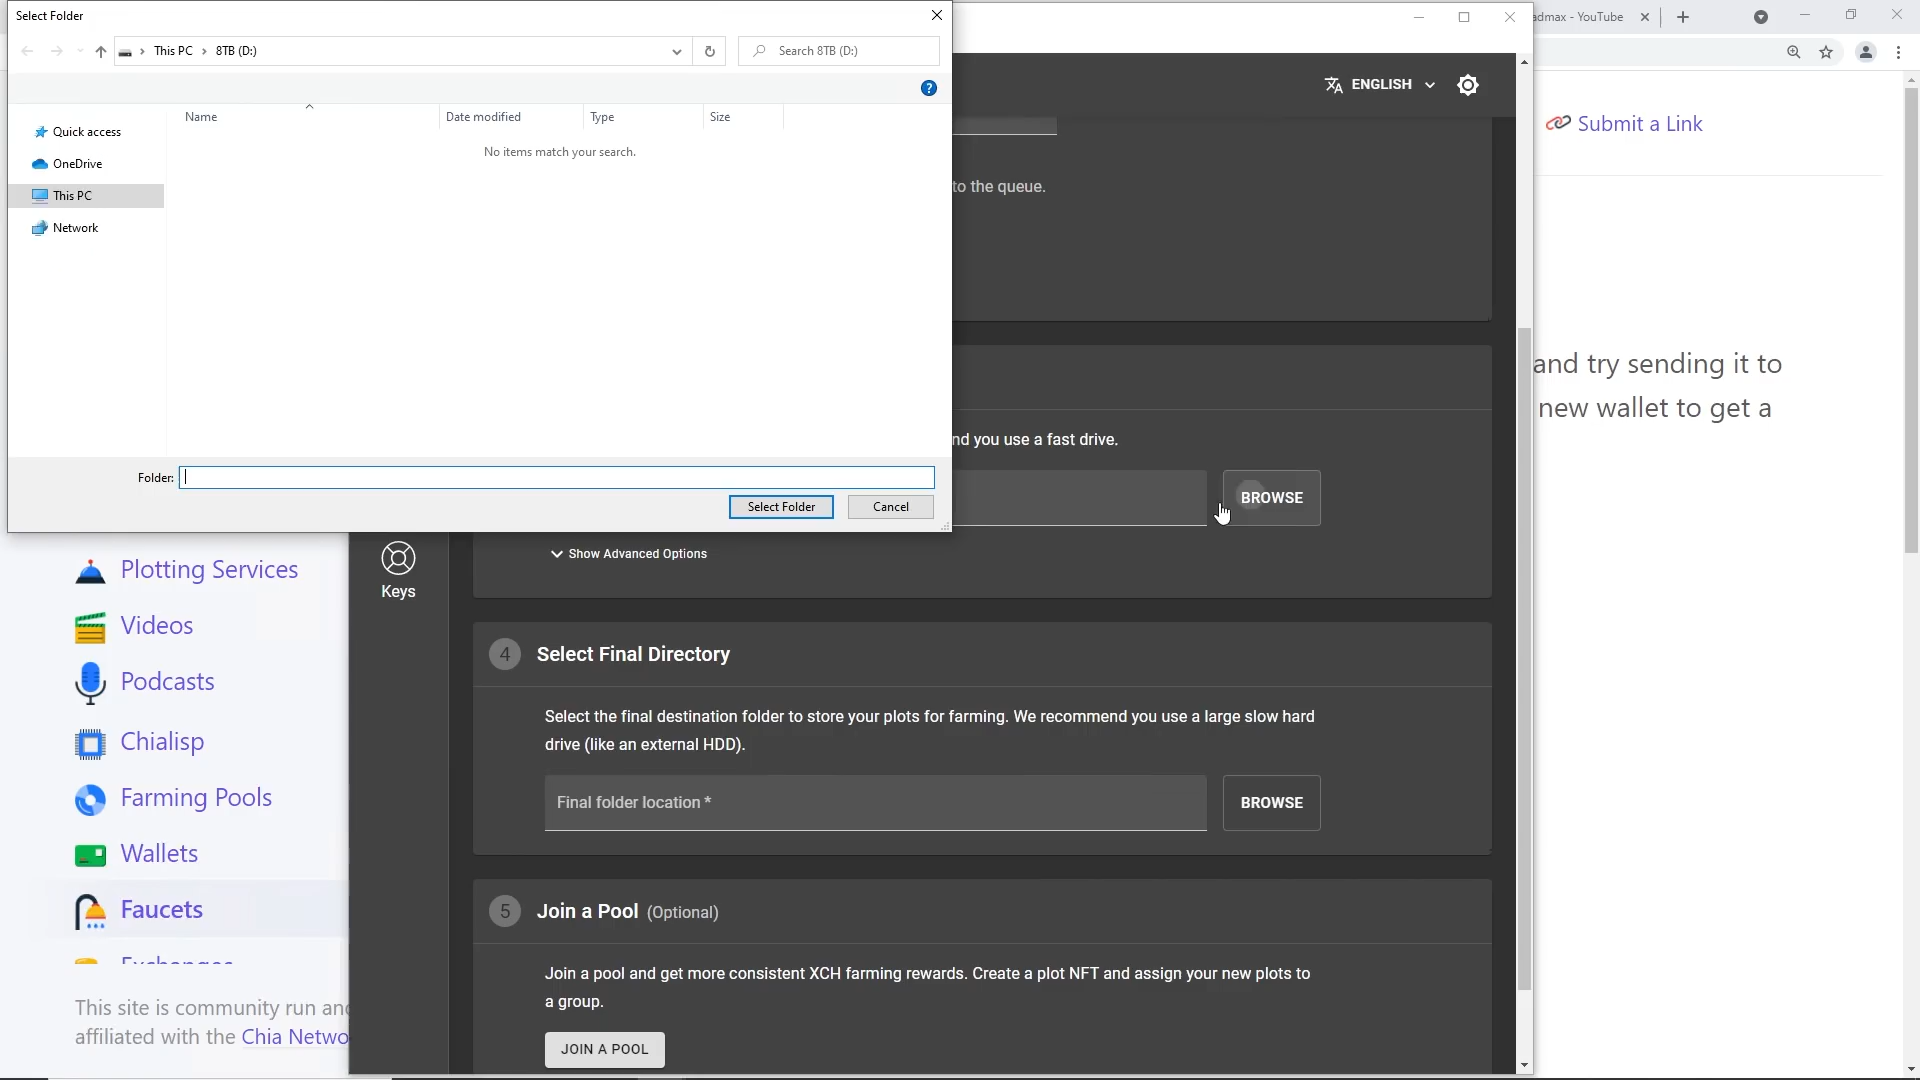 Select Folder
This PC > 8TB (D:)
Search 8TB (D:)
Name
Date modified
Type
Size
Quick access
OneDrive
This PC
Network
No items match your search.
Folder:
Select Folder
Cancel
admax - YouTube
ENGLISH
Submit a Link
to the queue.
and try sending it to
new wallet to get a
nd you use a fast drive.
BROWSE
Show Advanced Options
Keys
4 Select Final Directory
Select the final destination folder to store your plots for farming. We recommend you use a large slow hard
drive (like an external HDD).
Final folder location *
BROWSE
5 Join a Pool (Optional)
Join a pool and get more consistent XCH farming rewards. Create a plot NFT and assign your new plots to
a group.
JOIN A POOL
Plotting Services
Videos
Podcasts
Chialisp
Farming Pools
Wallets
Faucets
Exchanges
This site is community run and
affiliated with the Chia Netwo